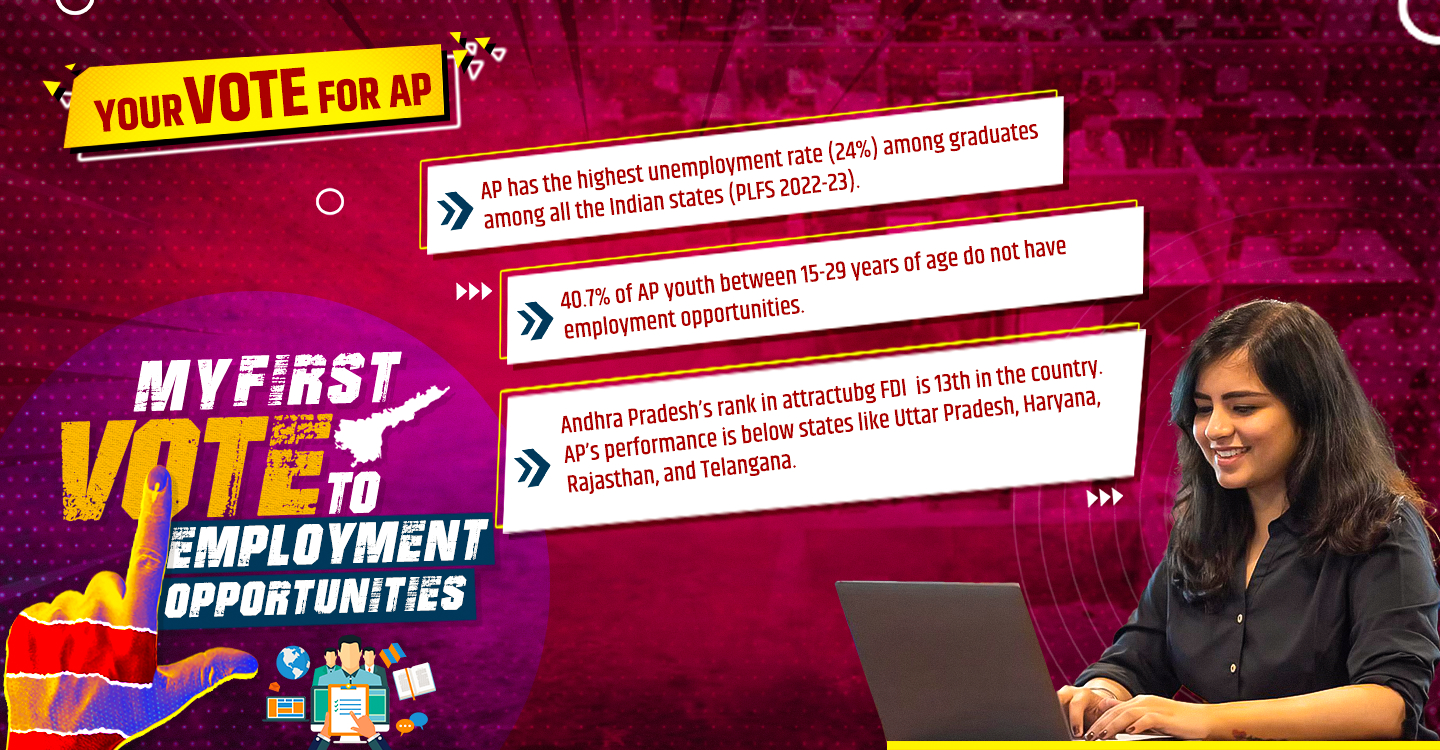 YOUR VOTE FOR AP
AP has the highest unemployment rate (24%) among graduates
among all the Indian states (PLFS 2022-23).
40.7% of AP youth between 15-29 years of age do not have
employment opportunities.
Andhra Pradesh’s rank in attractubg FDI is 13th in the country.
AP’s performance is below states like Uttar Pradesh, Haryana,
Rajasthan, and Telangana.
MY FIRST
VOTE
TO
EMPLOYMENT
OPPORTUNITIES